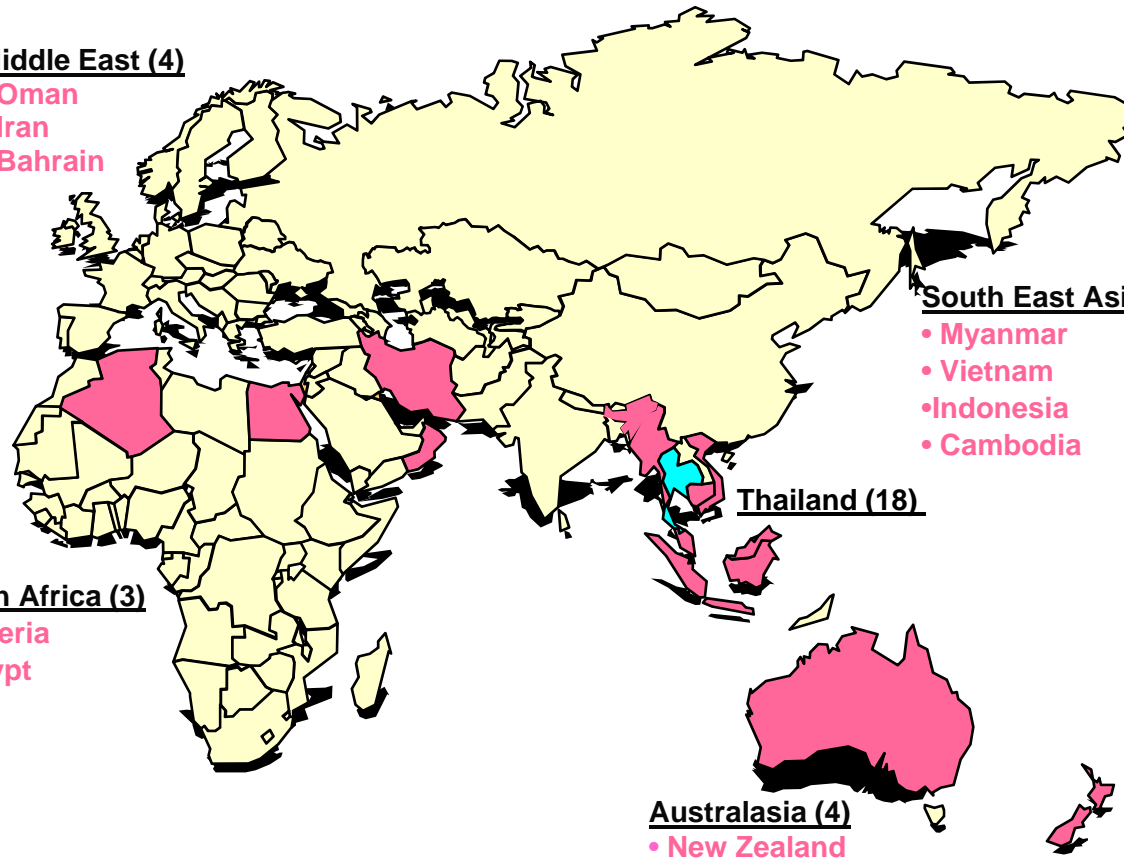 iddle East (4)
Oman
Iran
Bahrain
South East Asi
• Myanmar
• Vietnam
•Indonesia
• Cambodia
Thailand (18)
h Africa (3)
eria
ypt
Australasia (4)
• New Zealand